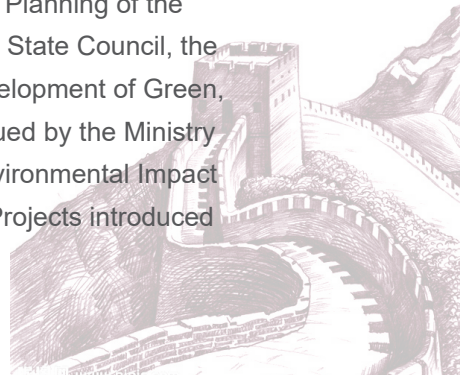 Planning of the
State Council, the
elopment of Green,
ued by the Ministry
vironmental Impact
Projects introduced